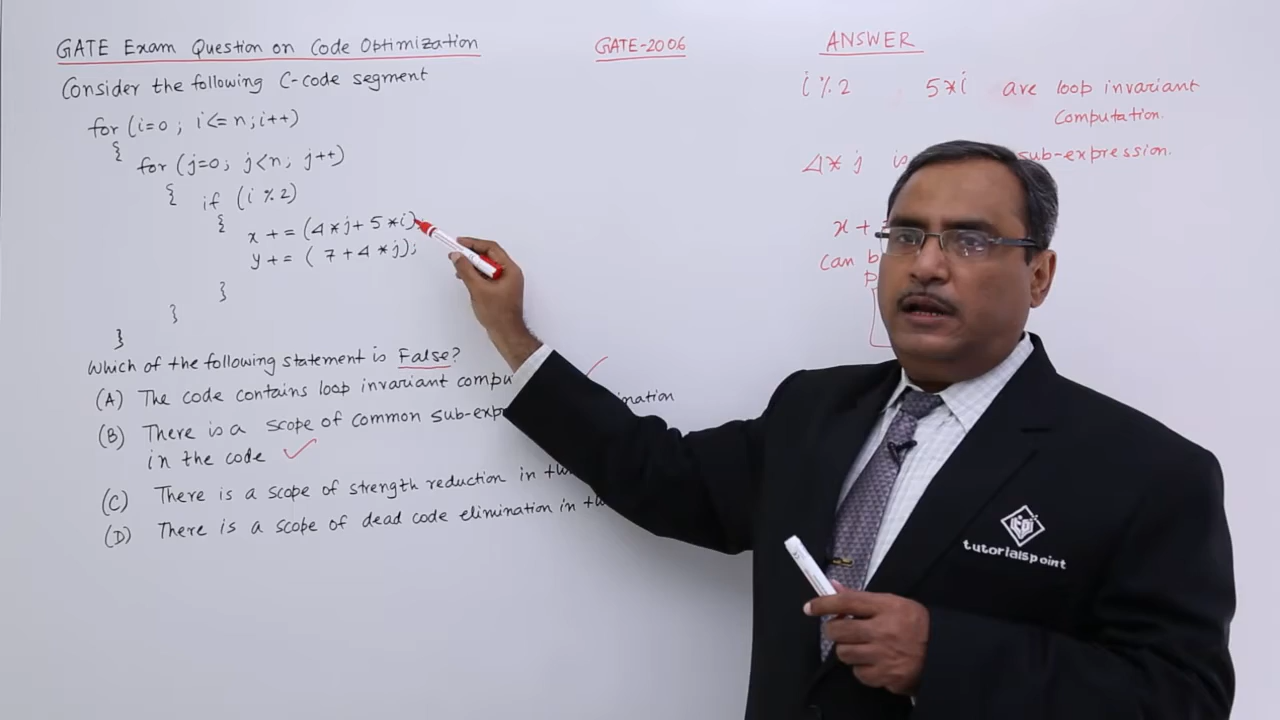 GATE Exam Question on Code Optimization
GATE-2006
Consider the following C-code segment
for (i=0 ; i<=n; i++)
{
for (j=0; j<n; j++)
{ if (i % 2)
{
x += (4*j+ 5*i);
y += ( 7+4*j);
}
}
}
Which of the following statement is False?
(A) The code contains loop invariant
(B) There is a scope of common
in the code
(C) There is a scope of strength reduction in
(D) There is a scope of dead code elimination in
ANSWER
i % 2 5*i are loop invariant
computation.
4*j is sub-expression.
x +
can
tutorialspoint